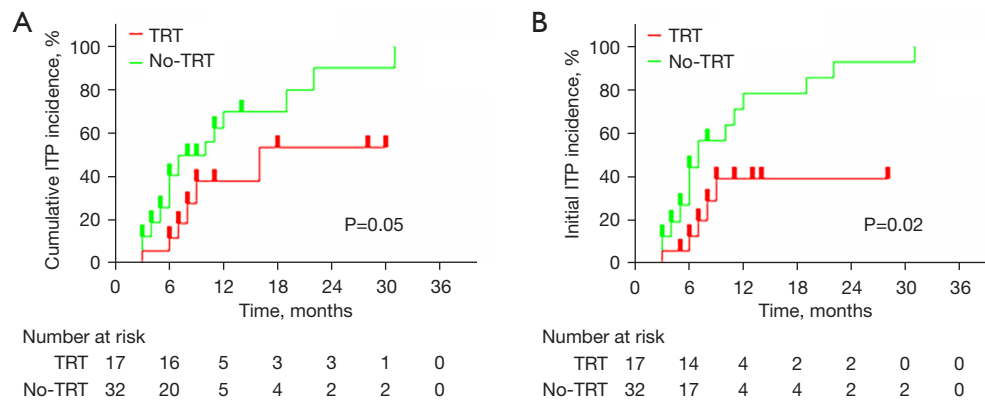 A
Cumulative ITP incidence, %
100
80
60
40
20
0
TRT
No-TRT
P=0.05
0 6 12 18 24 30 36
Time, months
Number at risk
TRT 17 16 5 3 3 1 0
No-TRT 32 20 5 4 2 2 0
B
Initial ITP incidence, %
100
80
60
40
20
0
TRT
No-TRT
P=0.02
0 6 12 18 24 30 36
Time, months
Number at risk
TRT 17 14 4 2 2 0 0
No-TRT 32 17 4 4 2 2 0